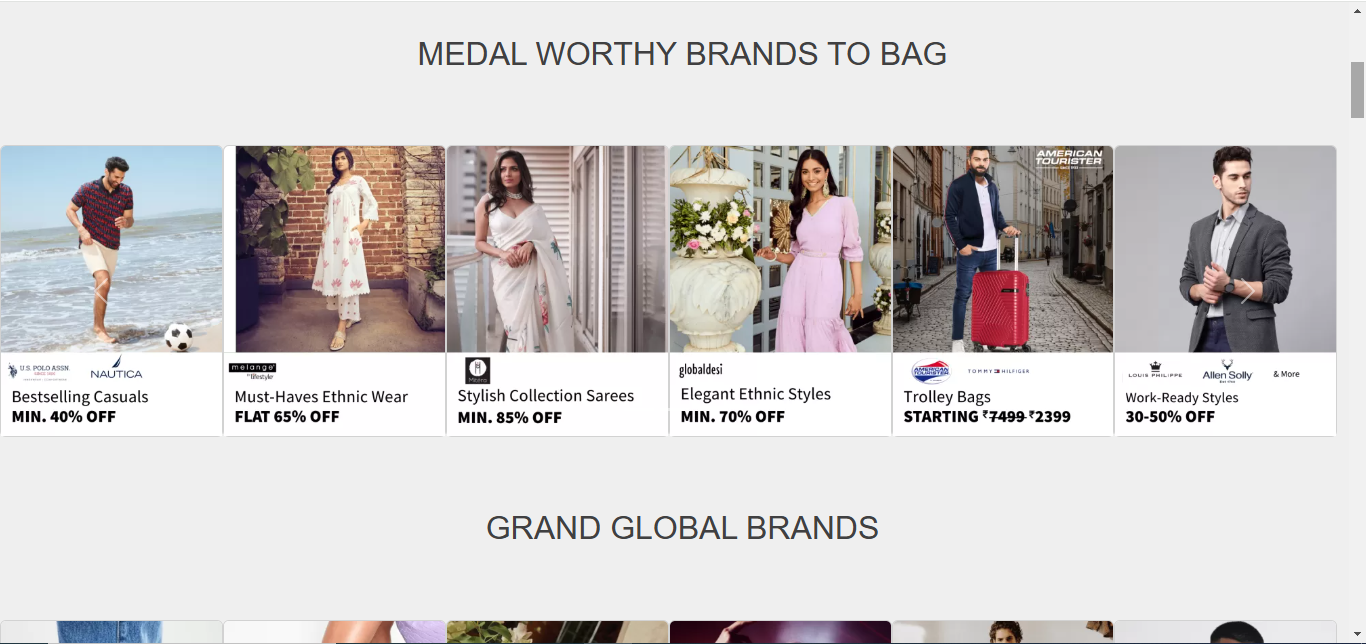 MEDAL WORTHY BRANDS TO BAG
AMERICAN
TOURISTER
U.S. POLO ASSN.
NAUTICA
Bestselling Casuals
MIN. 40% OFF
melange
by lifestyle
Must-Haves Ethnic Wear
FLAT 65% OFF
Mitera
Stylish Collection Sarees
MIN. 85% OFF
globaldesi
Elegant Ethnic Styles
MIN. 70% OFF
AMERICAN
TOURISTER
TOMMY HILFIGER
Trolley Bags
STARTING ₹7499 ₹2399
LOUIS PHILIPPE
Allen Solly
& More
Work-Ready Styles
30-50% OFF
GRAND GLOBAL BRANDS